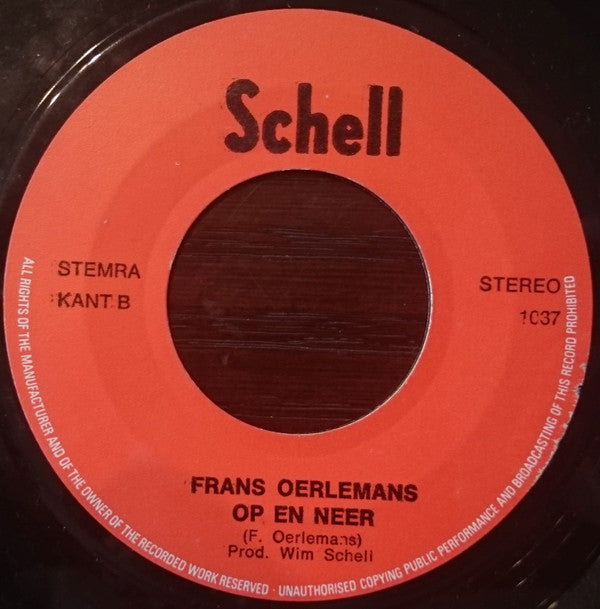 Schell
STEMRA
KANT B
STEREO
1037
FRANS OERLEMANS
OP EN NEER
(F. Oerlemans)
Prod. Wim Schell
ALL RIGHTS OF THE MANUFACTURER AND OF THE OWNER OF THE RECORDED WORK RESERVED - UNAUTHORISED COPYING PUBLIC PERFORMANCE AND BROADCASTING OF THIS RECORD PROHIBITED